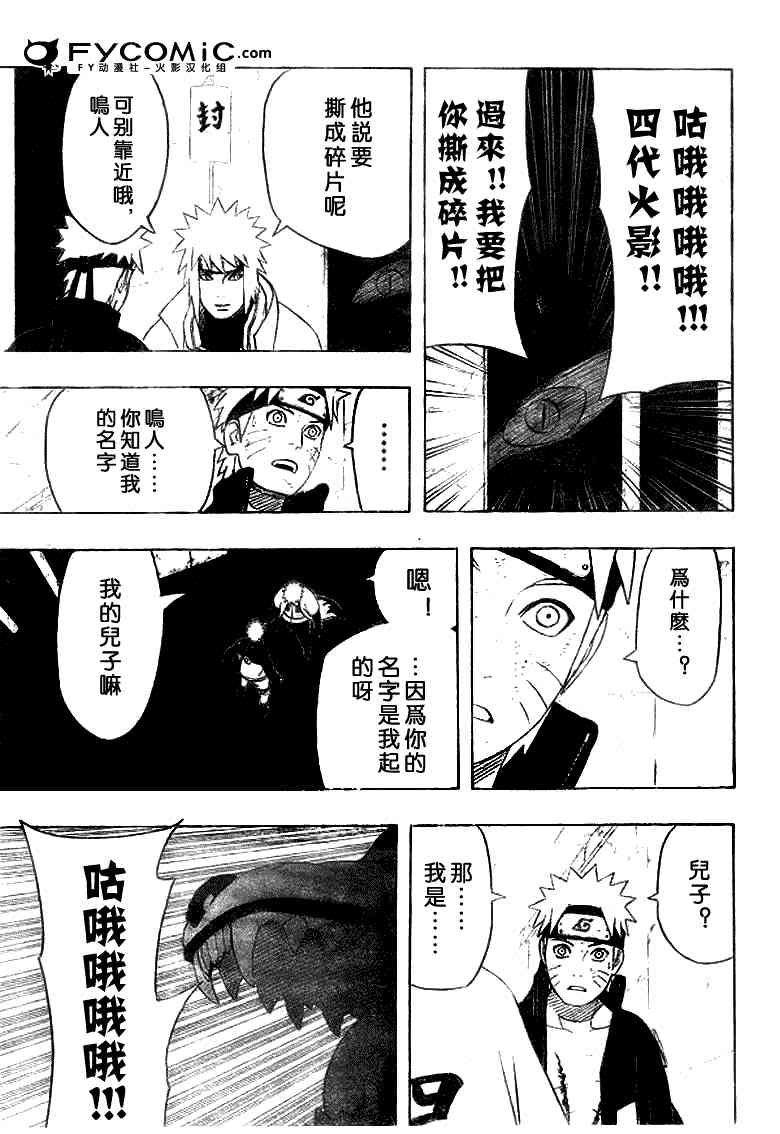 FYCOMIC.com
FY动漫社-火影汉化组
咕哦哦哦哦!!!
四代火影!!
過來!!我要把
你撕成碎片!!
他説要
撕成碎片呢
封
可别靠近哦,
鳴人
……
鳴人……
你知道我
的名字
爲什麽…?
嗯!
…因爲你的
名字是我起
的呀
我的兒子嘛
兒子?
那……
我是……
咕哦哦哦哦!!!